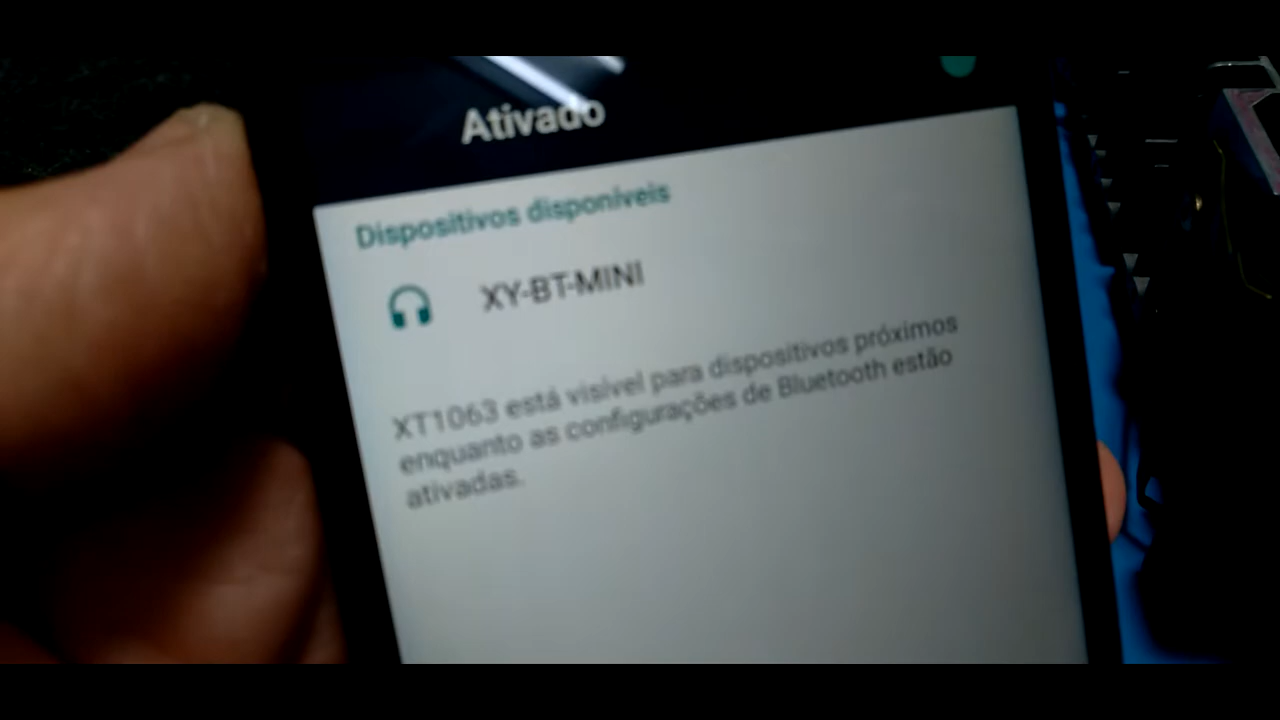 Ativado
Dispositivos disponíveis
XY-BT-MINI
XT1063 está visível para dispositivos próximos
enquanto as configurações de Bluetooth estão
ativadas.